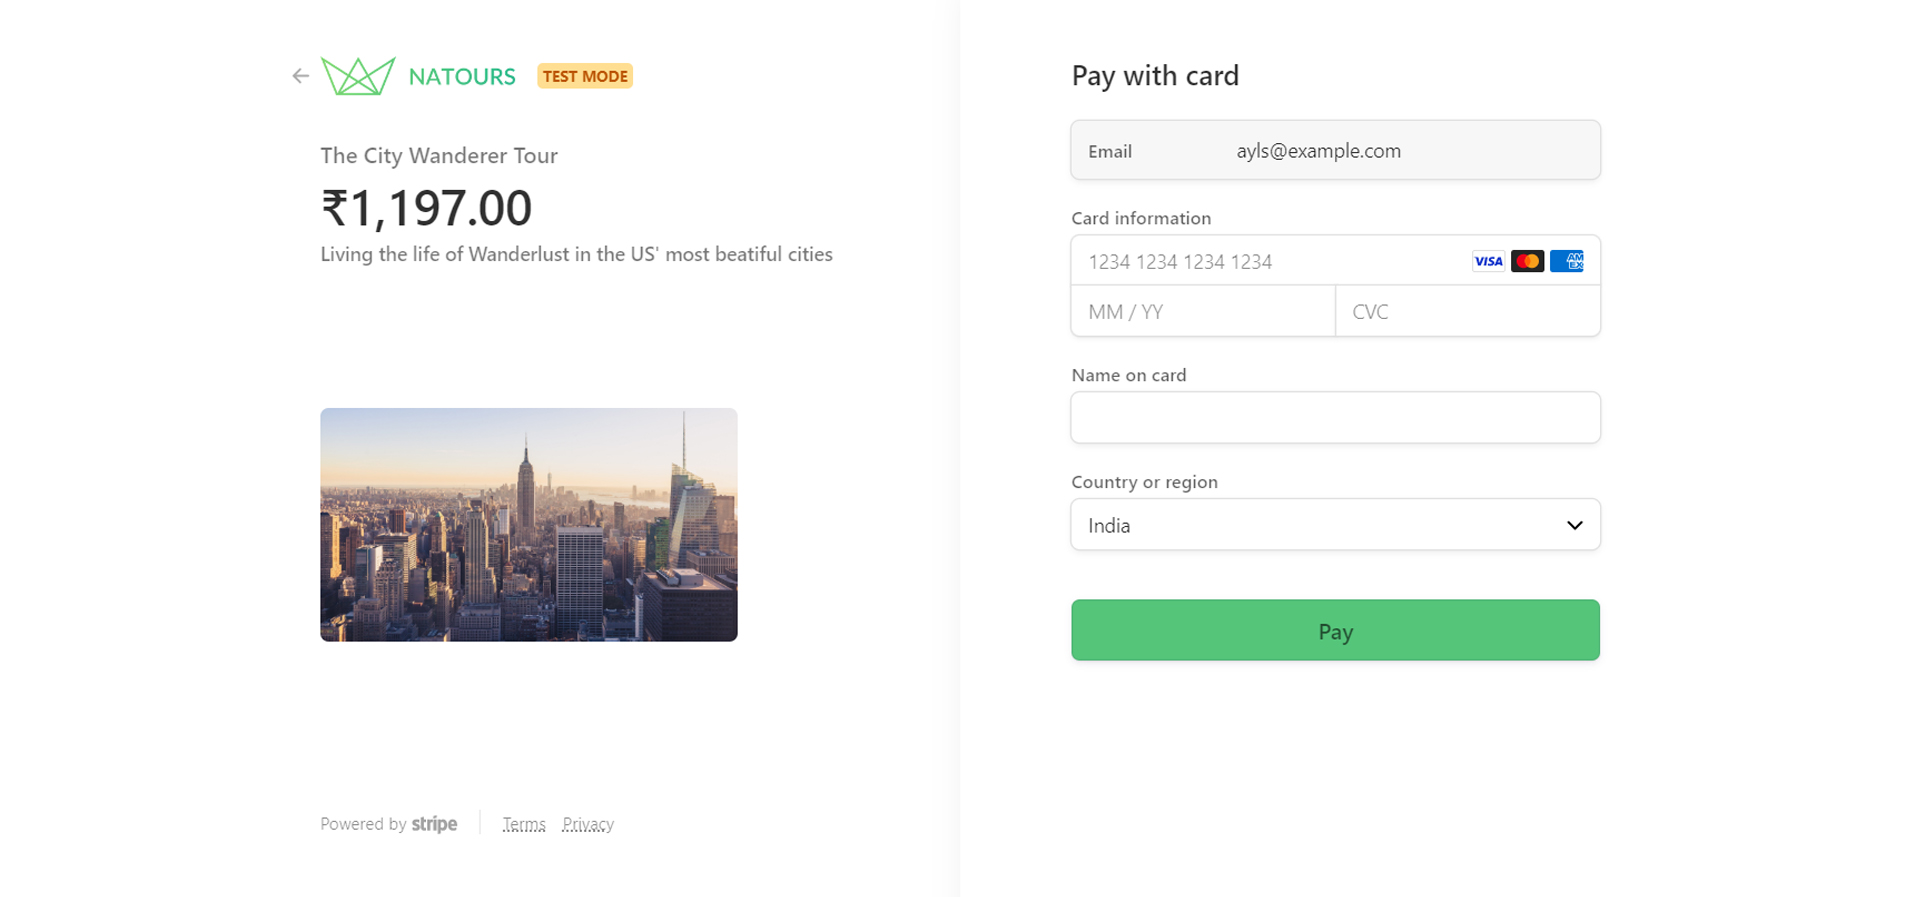 NATOURS TEST MODE
The City Wanderer Tour
₹1,197.00
Living the life of Wanderlust in the US' most beatiful cities
Powered by stripe Terms Privacy
Pay with card
Email ayls@example.com
Card information
1234 1234 1234 1234 VISA AMEX
MM / YY CVC
Name on card
Country or region
India
Pay